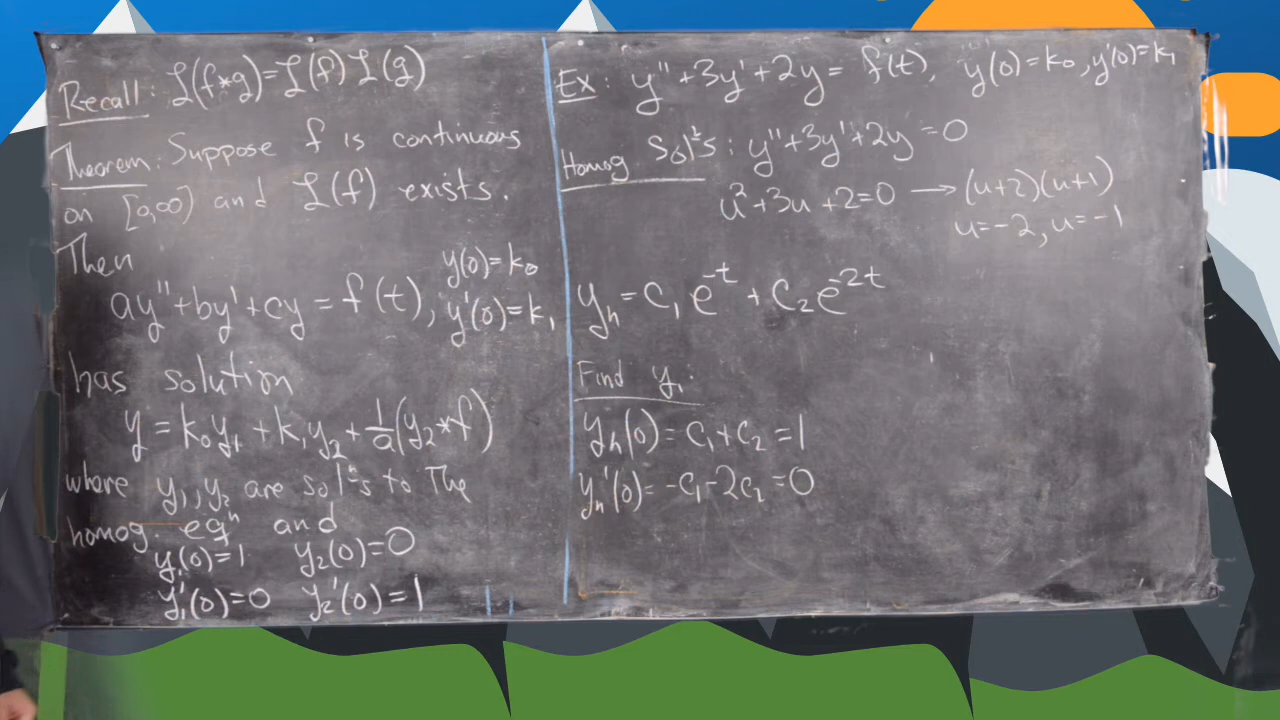 Recall: L(f*g)=L(f)L(g)
Theorem: Suppose f is continuous
on [0,∞) and L(f) exists.
Then
ay"+by'+cy = f(t), y(0)=k₀
y'(0)=k₁
has solution
y = k₀y₁ + k₁y₂ + 1/a(y₂*f)
where y₁, y₂ are solⁿs to the
homog. eqⁿ and
y₁(0)=1 y₂(0)=0
y₁'(0)=0 y₂'(0)=1
Ex: y"+3y'+2y = f(t), y(0)=k₀, y'(0)=k₁
Homog Solⁿs: y"+3y'+2y=0
u²+3u+2=0 → (u+2)(u+1)
u=-2, u=-1
yₕ = c₁e^{-t} + c₂e^{-2t}
Find y₁:
yₕ(0)=c₁+c₂=1
yₕ'(0)=-c₁-2c₂=0